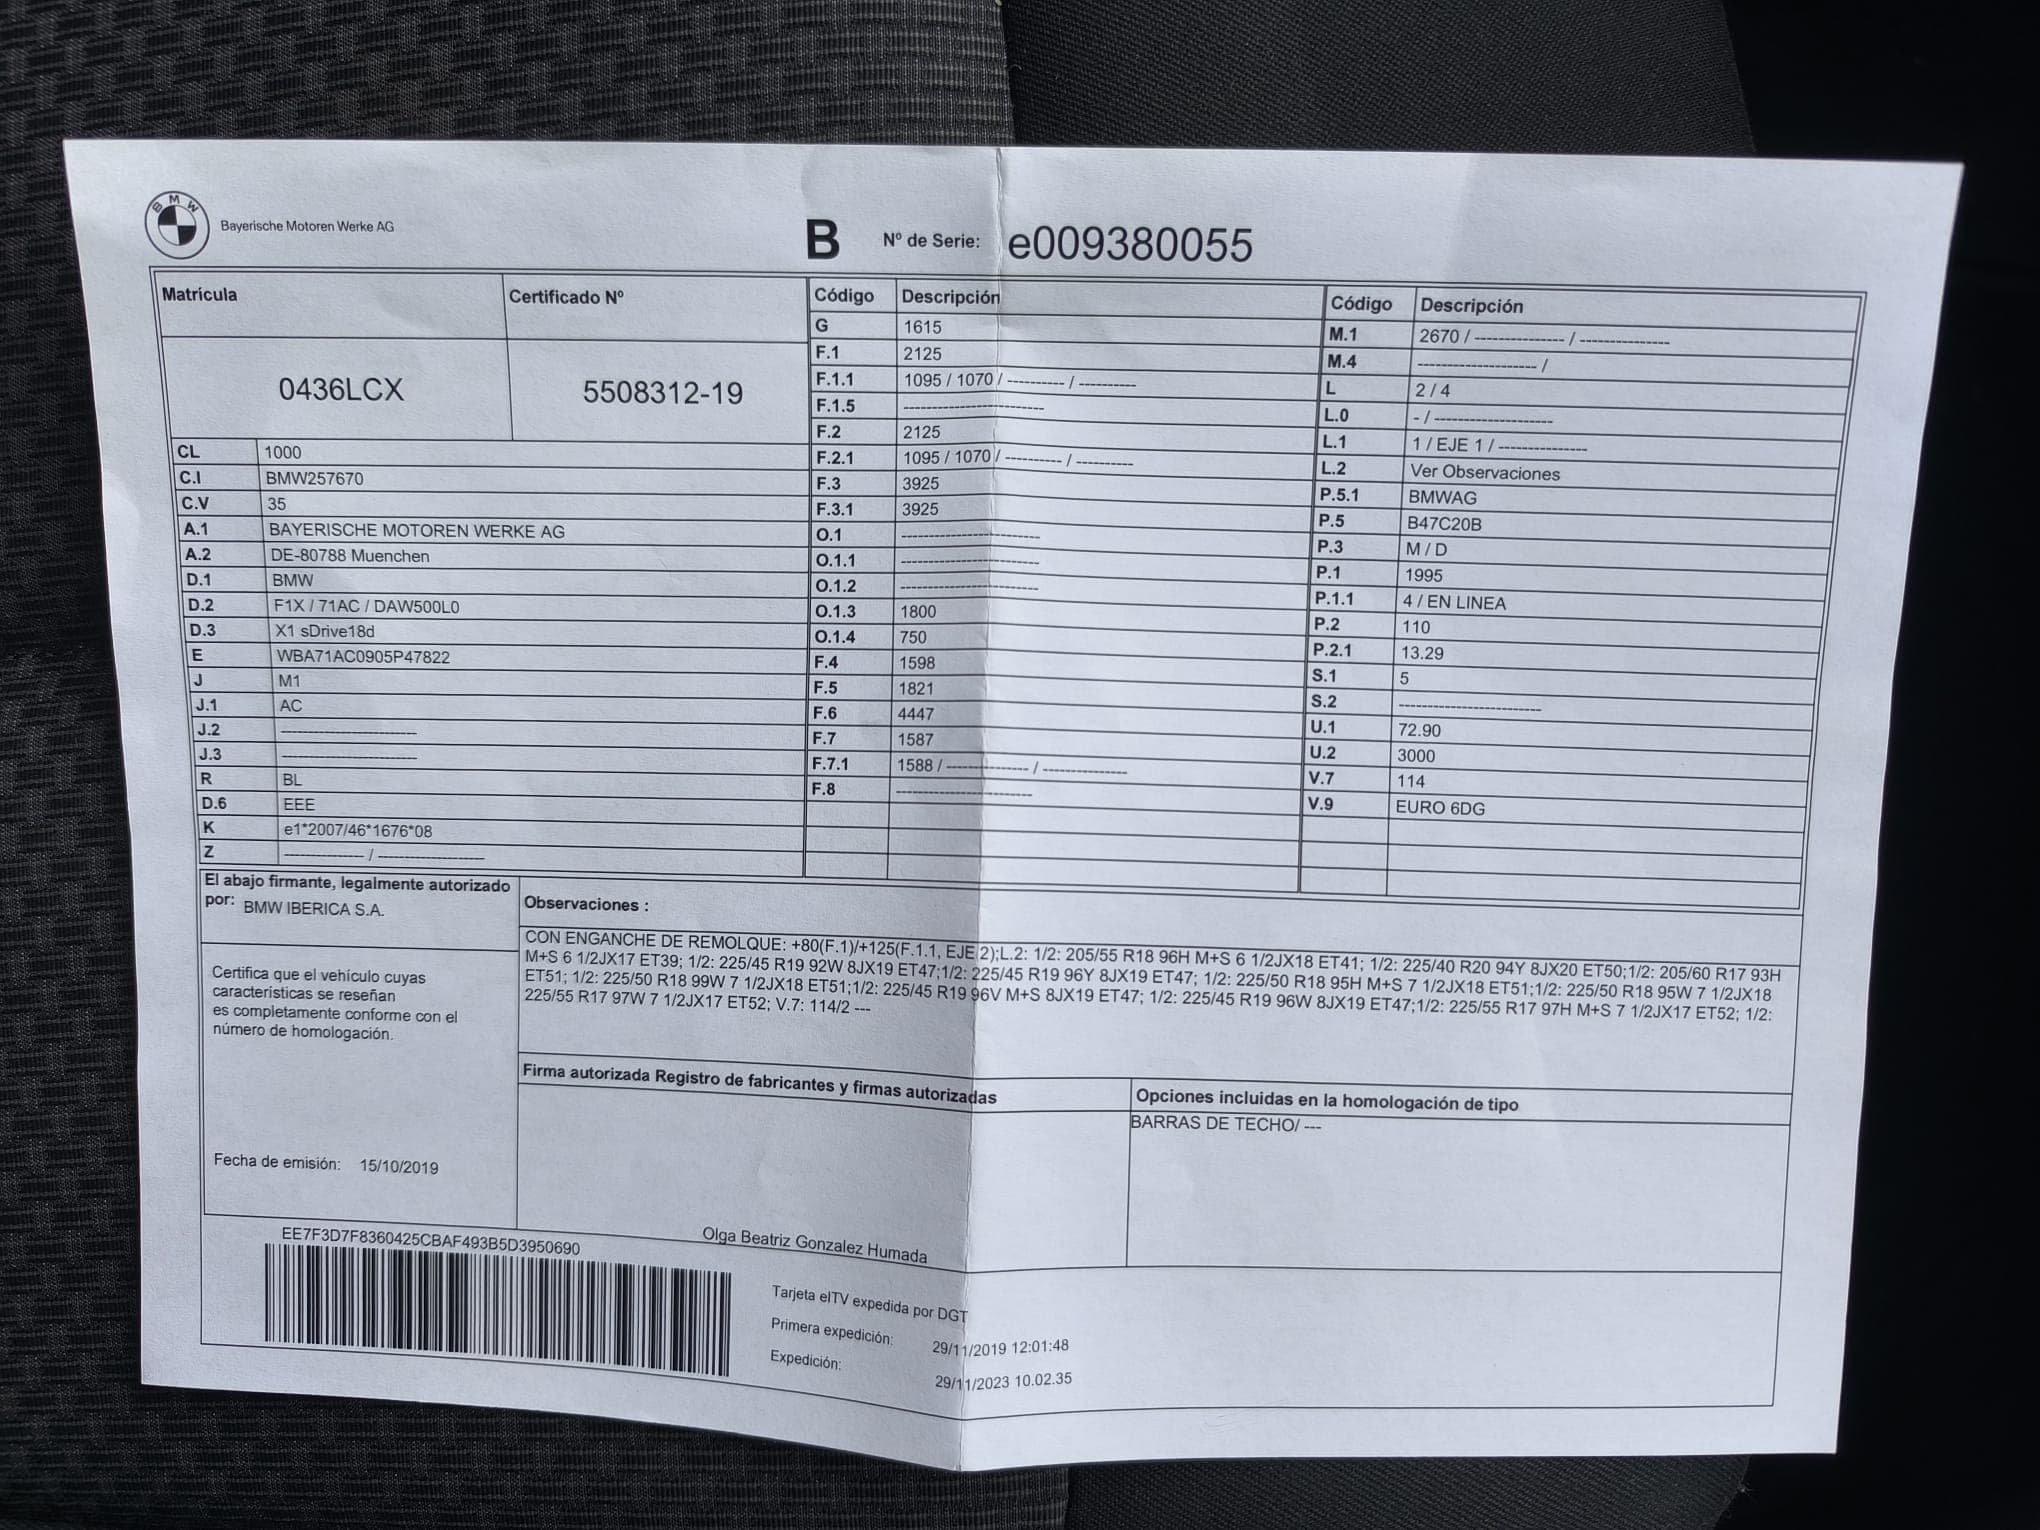 BMW
Bayerische Motoren Werke AG
B Nº de Serie: e009380055
Matrícula
0436LCX
Certificado Nº
5508312-19
CL 1000
C.I BMW257670
C.V 35
A.1 BAYERISCHE MOTOREN WERKE AG
A.2 DE-80788 Muenchen
D.1 BMW
D.2 F1X / 71AC / DAW500L0
D.3 X1 sDrive18d
E WBA71AC0905P47822
J M1
J.1 AC
J.2 ------------------------
J.3 ------------------------
R BL
D.6 EEE
K e1*2007/46*1676*08
Z -------------- / -------------------
Código Descripción
G 1615
F.1 2125
F.1.1 1095 / 1070 / ---------- / ----------
F.1.5 ------------------------
F.2 2125
F.2.1 1095 / 1070 / ---------- / ----------
F.3 3925
F.3.1 3925
O.1 ------------------------
O.1.1 ------------------------
O.1.2 ------------------------
O.1.3 1800
O.1.4 750
F.4 1598
F.5 1821
F.6 4447
F.7 1587
F.7.1 1588 / -------------- / ---------------
F.8 ------------------------
Código Descripción
M.1 2670 / --------------- / ---------------
M.4 -------------------- /
L 2 / 4
L.0 - / --------------------
L.1 1 / EJE 1 / ---------------
L.2 Ver Observaciones
P.5.1 BMWAG
P.5 B47C20B
P.3 M / D
P.1 1995
P.1.1 4 / EN LINEA
P.2 110
P.2.1 13.29
S.1 5
S.2 ------------------------
U.1 72.90
U.2 3000
V.7 114
V.9 EURO 6DG
El abajo firmante, legalmente autorizado
por: BMW IBERICA S.A.
Certifica que el vehículo cuyas
características se reseñan
es completamente conforme con el
número de homologación.
Fecha de emisión: 15/10/2019
Observaciones :
CON ENGANCHE DE REMOLQUE: +80(F.1)/+125(F.1.1, EJE 2);L.2: 1/2: 205/55 R18 96H M+S 6 1/2JX18 ET41; 1/2: 225/40 R20 94Y 8JX20 ET50;1/2: 205/60 R17 93H
M+S 6 1/2JX17 ET39; 1/2: 225/45 R19 92W 8JX19 ET47;1/2: 225/45 R19 96Y 8JX19 ET47; 1/2: 225/50 R18 95H M+S 7 1/2JX18 ET51;1/2: 225/50 R18 95W 7 1/2JX18
ET51; 1/2: 225/50 R18 99W 7 1/2JX18 ET51;1/2: 225/45 R19 96V M+S 8JX19 ET47; 1/2: 225/45 R19 96W 8JX19 ET47;1/2: 225/55 R17 97H M+S 7 1/2JX17 ET52; 1/2:
225/55 R17 97W 7 1/2JX17 ET52; V.7: 114/2 ---
Firma autorizada Registro de fabricantes y firmas autorizadas
Olga Beatriz Gonzalez Humada
Opciones incluidas en la homologación de tipo
BARRAS DE TECHO/ ---
EE7F3D7F8360425CBAF493B5D3950690
Tarjeta eITV expedida por DGT
Primera expedición: 29/11/2019 12:01:48
Expedición: 29/11/2023 10.02.35